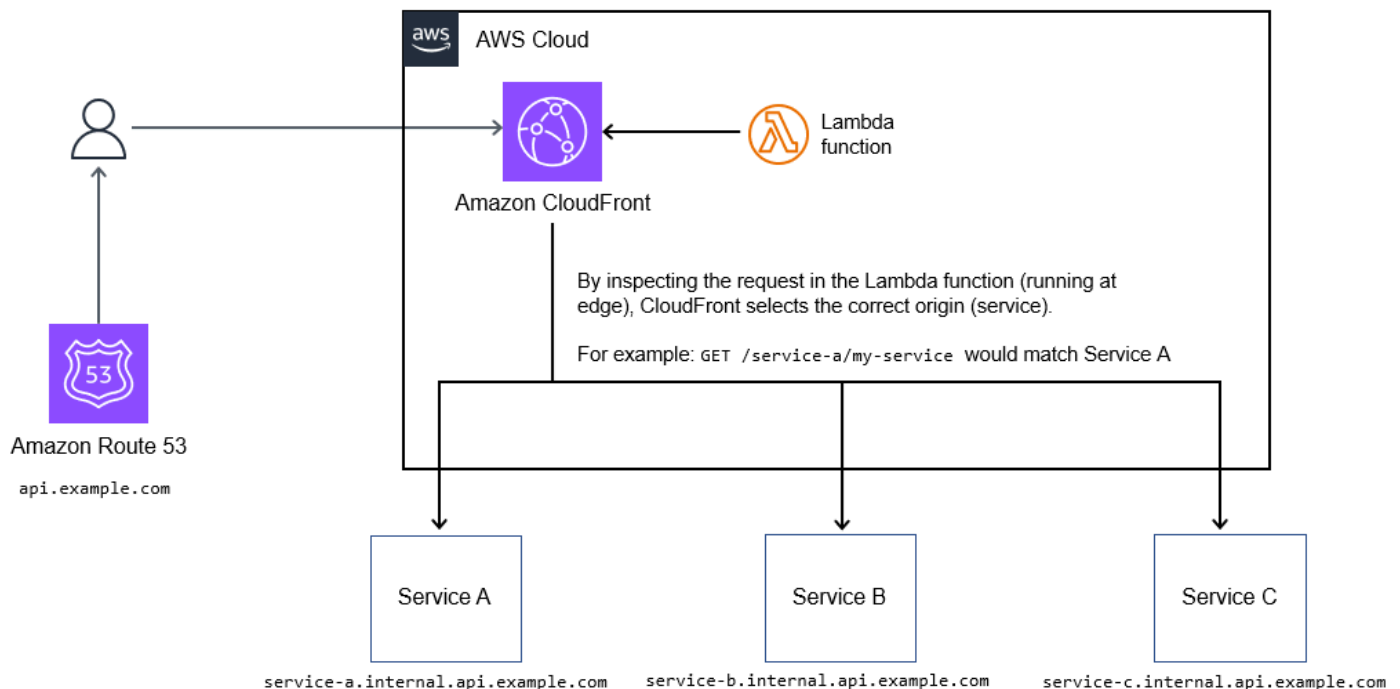 aws
AWS Cloud
Lambda
function
Amazon CloudFront
By inspecting the request in the Lambda function (running at
edge), CloudFront selects the correct origin (service).
For example: GET /service-a/my-service would match Service A
53
Amazon Route 53
api.example.com
Service A
Service B
Service C
service-a.internal.api.example.com
service-b.internal.api.example.com
service-c.internal.api.example.com